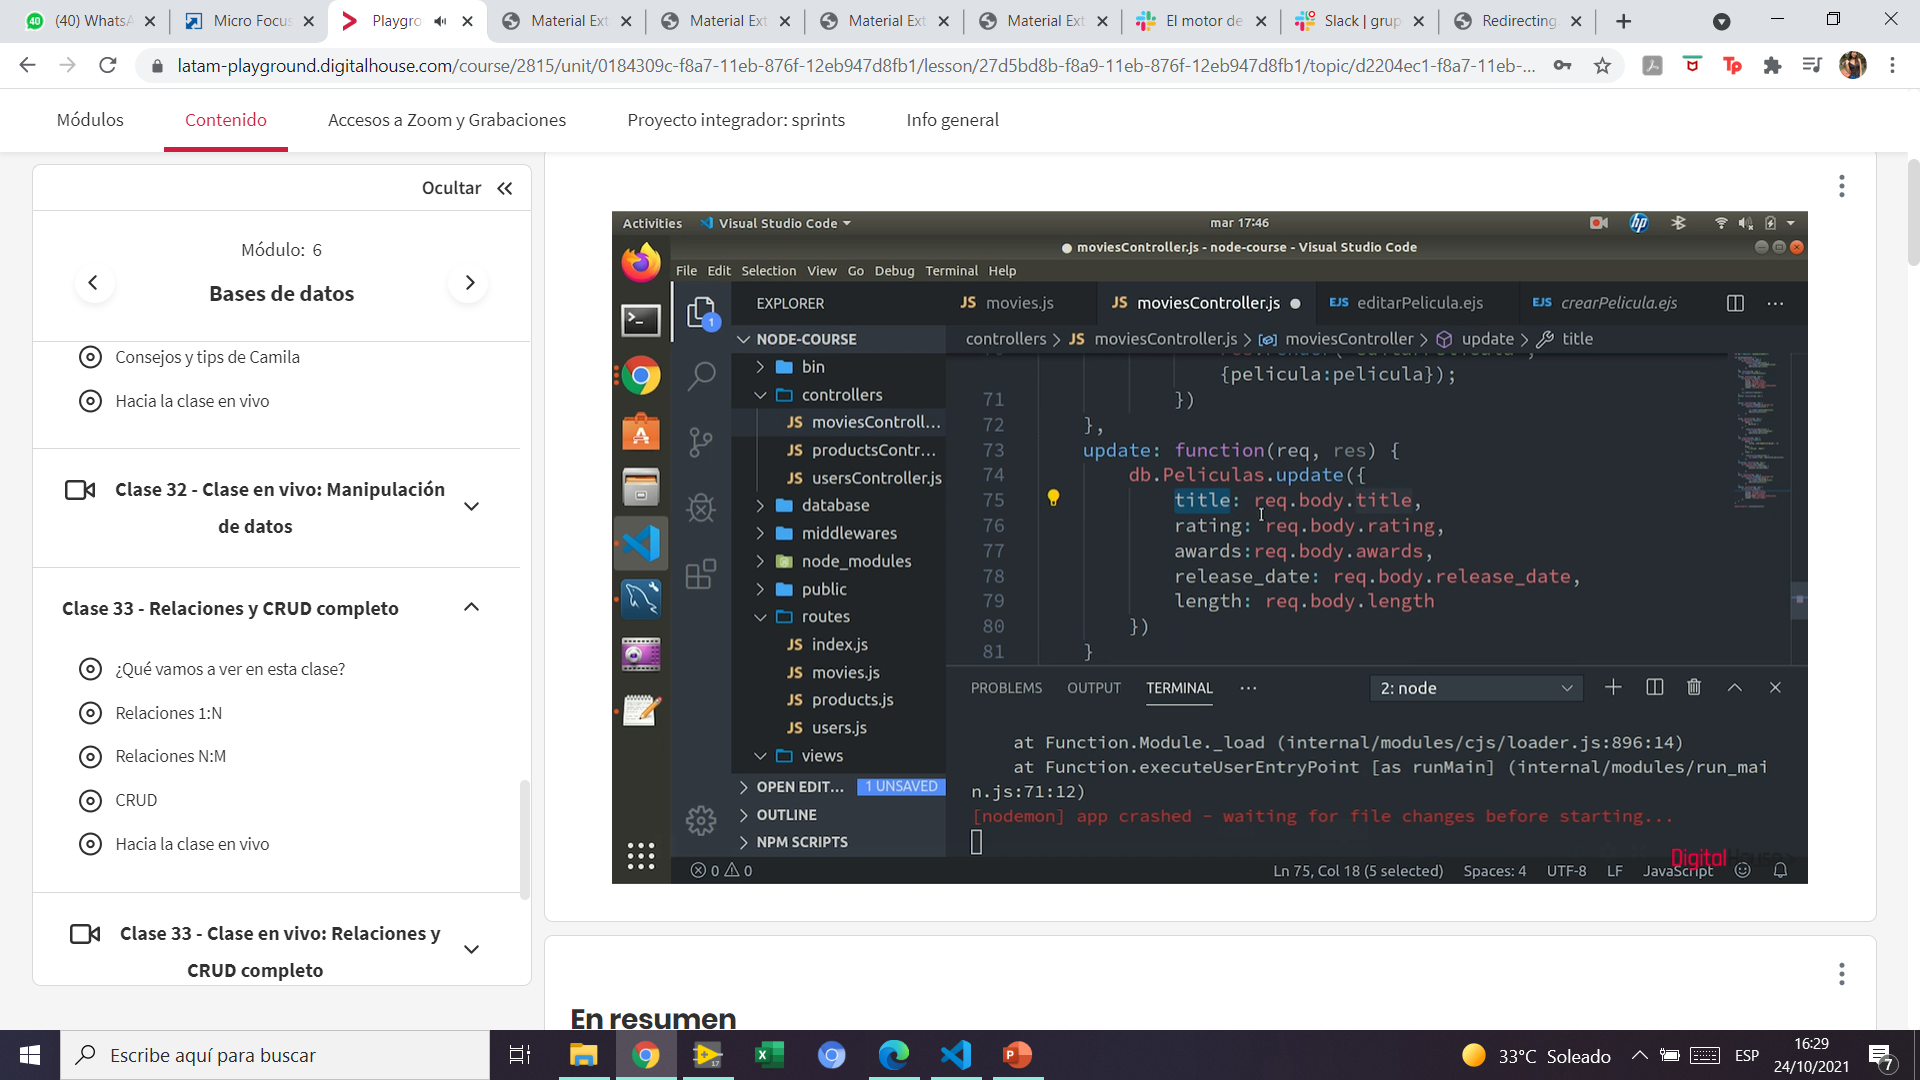 (40) WhatsA
Micro Focus
Playgro
Material Ext
Material Ext
Material Ext
Material Ext
El motor de
Slack | grup
Redirecting
latam-playground.digitalhouse.com/course/2815/unit/0184309c-f8a7-11eb-876f-12eb947d8fb1/lesson/27d5bd8b-f8a9-11eb-876f-12eb947d8fb1/topic/d2204ec1-f8a7-11eb-...
Módulos
Contenido
Accesos a Zoom y Grabaciones
Proyecto integrador: sprints
Info general
Ocultar
Módulo: 6
Bases de datos
Consejos y tips de Camila
Hacia la clase en vivo
Clase 32 - Clase en vivo: Manipulación
de datos
Clase 33 - Relaciones y CRUD completo
¿Qué vamos a ver en esta clase?
Relaciones 1:N
Relaciones N:M
CRUD
Hacia la clase en vivo
Clase 33 - Clase en vivo: Relaciones y
CRUD completo
Activities Visual Studio Code mar 17:46
moviesController.js - node-course - Visual Studio Code
File Edit Selection View Go Debug Terminal Help
EXPLORER
JS movies.js
JS moviesController.js
EJS editarPelicula.ejs
EJS crearPelicula.ejs
NODE-COURSE
bin
controllers
JS moviesControll...
JS productsContr...
JS usersController.js
database
middlewares
node_modules
public
routes
JS index.js
JS movies.js
JS products.js
JS users.js
views
OPEN EDIT... 1 UNSAVED
OUTLINE
NPM SCRIPTS
controllers > JS moviesController.js > moviesController > update > title
{pelicula:pelicula});
71 })
72 },
73 update: function(req, res) {
74 db.Peliculas.update({
75 title: req.body.title,
76 rating: req.body.rating,
77 awards:req.body.awards,
78 release_date: req.body.release_date,
79 length: req.body.length
80 })
81 }
PROBLEMS OUTPUT TERMINAL ··· 2: node
at Function.Module._load (internal/modules/cjs/loader.js:896:14)
at Function.executeUserEntryPoint [as runMain] (internal/modules/run_mai
n.js:71:12)
[nodemon] app crashed - waiting for file changes before starting...
DigitalHouse>
0 0
Ln 75, Col 18 (5 selected) Spaces: 4 UTF-8 LF JavaScript
En resumen
Escribe aquí para buscar
33°C Soleado
ESP
16:29
24/10/2021
7